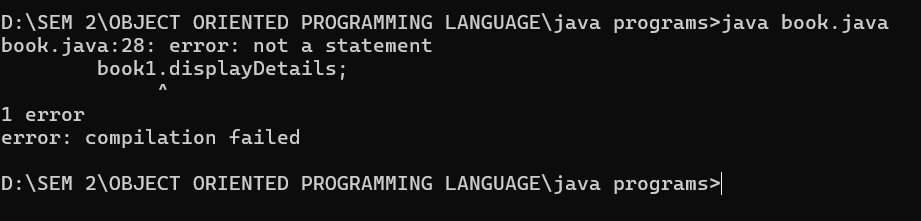 D:\SEM 2\OBJECT ORIENTED PROGRAMMING LANGUAGE\java programs>java book.java
book.java:28: error: not a statement
        book1.displayDetails;
             ^
1 error
error: compilation failed
D:\SEM 2\OBJECT ORIENTED PROGRAMMING LANGUAGE\java programs>